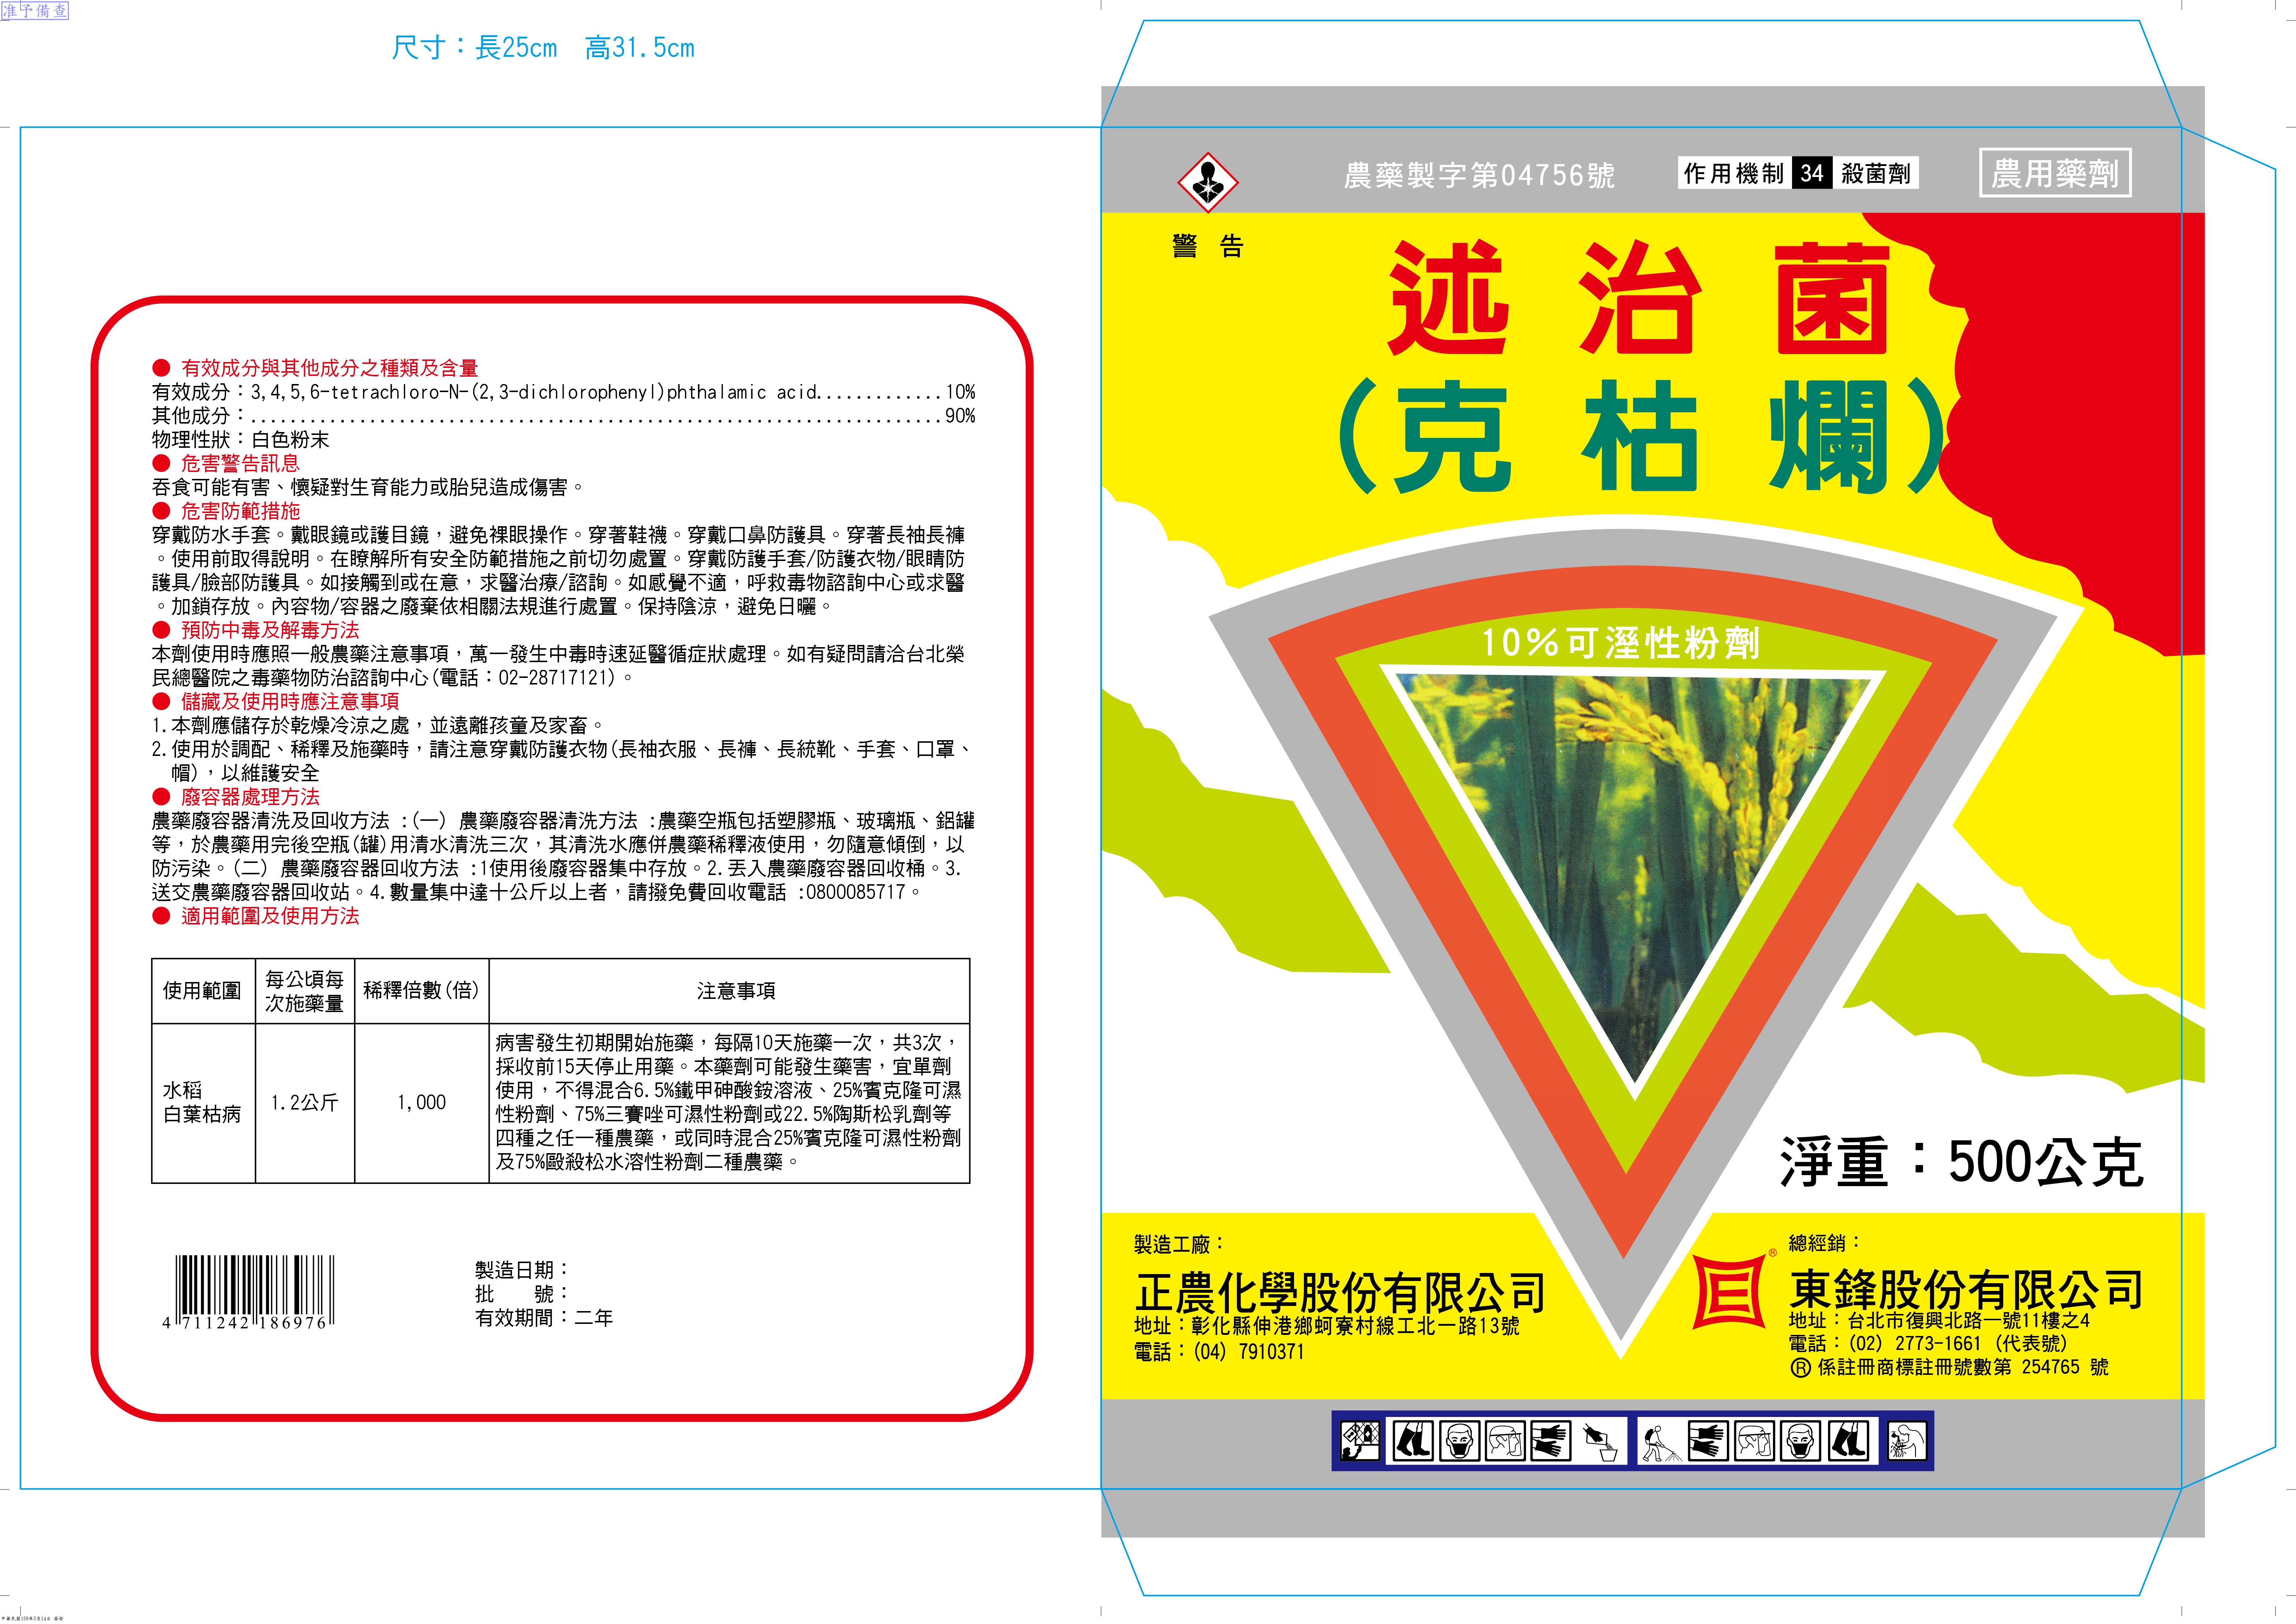 准予備查
尺寸：長25cm　高31.5cm
● 有效成分與其他成分之種類及含量
有效成分：3,4,5,6-tetrachloro-N-(2,3-dichlorophenyl)phthalamic acid.............10%
其他成分：......................................................................90%
物理性狀：白色粉末
● 危害警告訊息
吞食可能有害、懷疑對生育能力或胎兒造成傷害。
● 危害防範措施
穿戴防水手套。戴眼鏡或護目鏡，避免裸眼操作。穿著鞋襪。穿戴口鼻防護具。穿著長袖長褲
。使用前取得說明。在瞭解所有安全防範措施之前切勿處置。穿戴防護手套/防護衣物/眼睛防
護具/臉部防護具。如接觸到或在意，求醫治療/諮詢。如感覺不適，呼救毒物諮詢中心或求醫
。加鎖存放。內容物/容器之廢棄依相關法規進行處置。保持陰涼，避免日曬。
● 預防中毒及解毒方法
本劑使用時應照一般農藥注意事項，萬一發生中毒時速延醫循症狀處理。如有疑問請洽台北榮
民總醫院之毒藥物防治諮詢中心(電話：02-28717121)。
● 儲藏及使用時應注意事項
1.本劑應儲存於乾燥冷涼之處，並遠離孩童及家畜。
2.使用於調配、稀釋及施藥時，請注意穿戴防護衣物(長袖衣服、長褲、長統靴、手套、口罩、
帽)，以維護安全
● 廢容器處理方法
農藥廢容器清洗及回收方法 :(一) 農藥廢容器清洗方法 :農藥空瓶包括塑膠瓶、玻璃瓶、鋁罐
等，於農藥用完後空瓶(罐)用清水清洗三次，其清洗水應併農藥稀釋液使用，勿隨意傾倒，以
防污染。(二) 農藥廢容器回收方法 :1使用後廢容器集中存放。2.丟入農藥廢容器回收桶。3.
送交農藥廢容器回收站。4.數量集中達十公斤以上者，請撥免費回收電話 :0800085717。
● 適用範圍及使用方法
使用範圍
每公頃每
次施藥量
稀釋倍數(倍)
注意事項
水稻
白葉枯病
1.2公斤
1,000
病害發生初期開始施藥，每隔10天施藥一次，共3次，
採收前15天停止用藥。本藥劑可能發生藥害，宜單劑
使用，不得混合6.5%鐵甲砷酸銨溶液、25%賓克隆可濕
性粉劑、75%三賽唑可濕性粉劑或22.5%陶斯松乳劑等
四種之任一種農藥，或同時混合25%賓克隆可濕性粉劑
及75%毆殺松水溶性粉劑二種農藥。
4 711242 186976
製造日期：
批　　號：
有效期間：二年
農藥製字第04756號
作用機制 34 殺菌劑
農用藥劑
警 告
述 治 菌
(克 枯 爛)
10%可溼性粉劑
淨重：500公克
製造工廠：
正農化學股份有限公司
地址：彰化縣伸港鄉蚵寮村線工北一路13號
電話：(04) 7910371
®
總經銷：
東鋒股份有限公司
地址：台北市復興北路一號11樓之4
電話：(02) 2773-1661 (代表號)
® 係註冊商標註冊號數第 254765 號